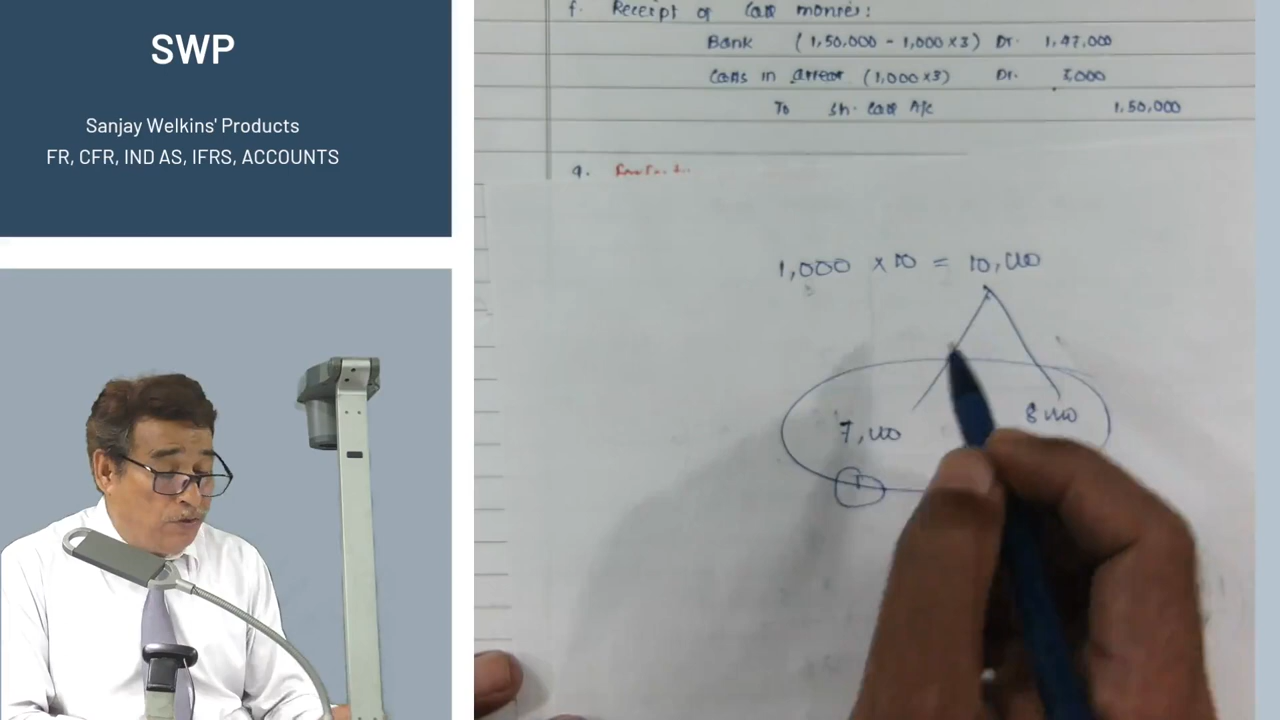 SWP
Sanjay Welkins' Products
FR, CFR, IND AS, IFRS, ACCOUNTS
f. Receipt of Call monies:
Bank (1,50,000 - 1,000 x 3) Dr. 1,47,000
Calls in arrear (1,000 x 3) Dr. 3,000
To Sh. Call A/c 1,50,000
g.
1,000 x 10 = 10,000
7,000